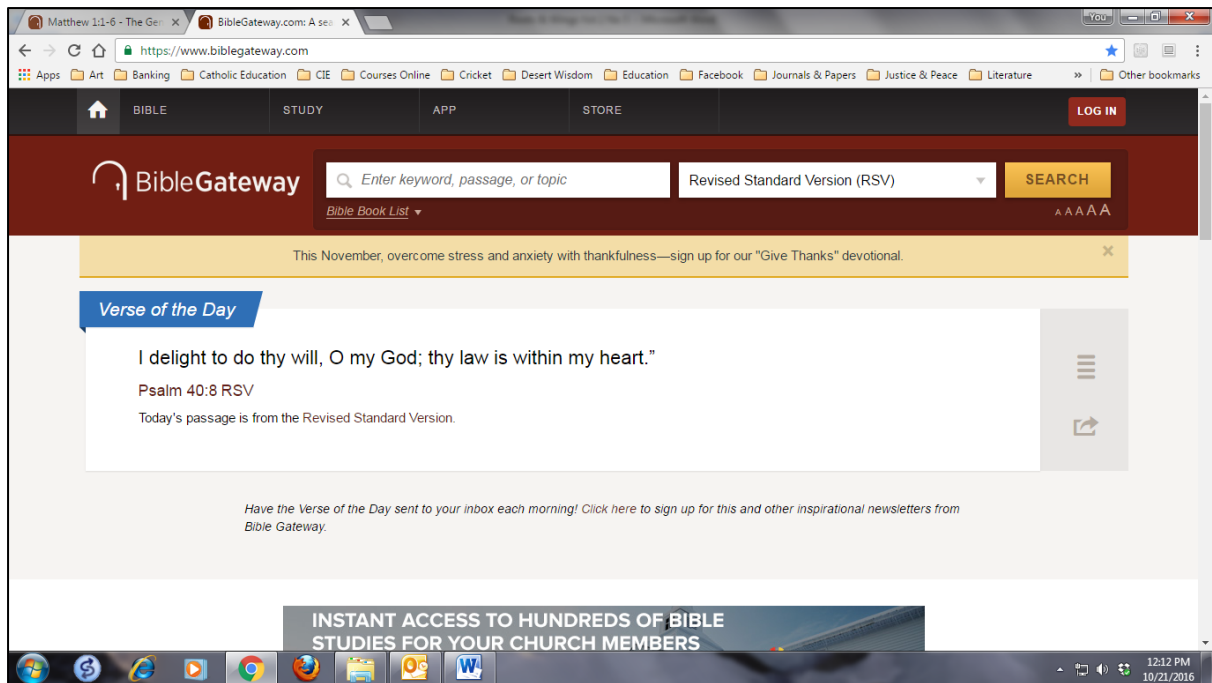 Matthew 1:1-6 - The Gen
BibleGateway.com: A sea
You
https://www.biblegateway.com
Apps Art Banking Catholic Education CIE Courses Online Cricket Desert Wisdom Education Facebook Journals & Papers Justice & Peace Literature » Other bookmarks
BIBLE STUDY APP STORE LOG IN
BibleGateway Enter keyword, passage, or topic Revised Standard Version (RSV) SEARCH
Bible Book List A A A A A
This November, overcome stress and anxiety with thankfulness—sign up for our "Give Thanks" devotional. ×
Verse of the Day
I delight to do thy will, O my God; thy law is within my heart.”
Psalm 40:8 RSV
Today's passage is from the Revised Standard Version.
Have the Verse of the Day sent to your inbox each morning! Click here to sign up for this and other inspirational newsletters from
Bible Gateway.
INSTANT ACCESS TO HUNDREDS OF BIBLE
STUDIES FOR YOUR CHURCH MEMBERS
12:12 PM
10/21/2016